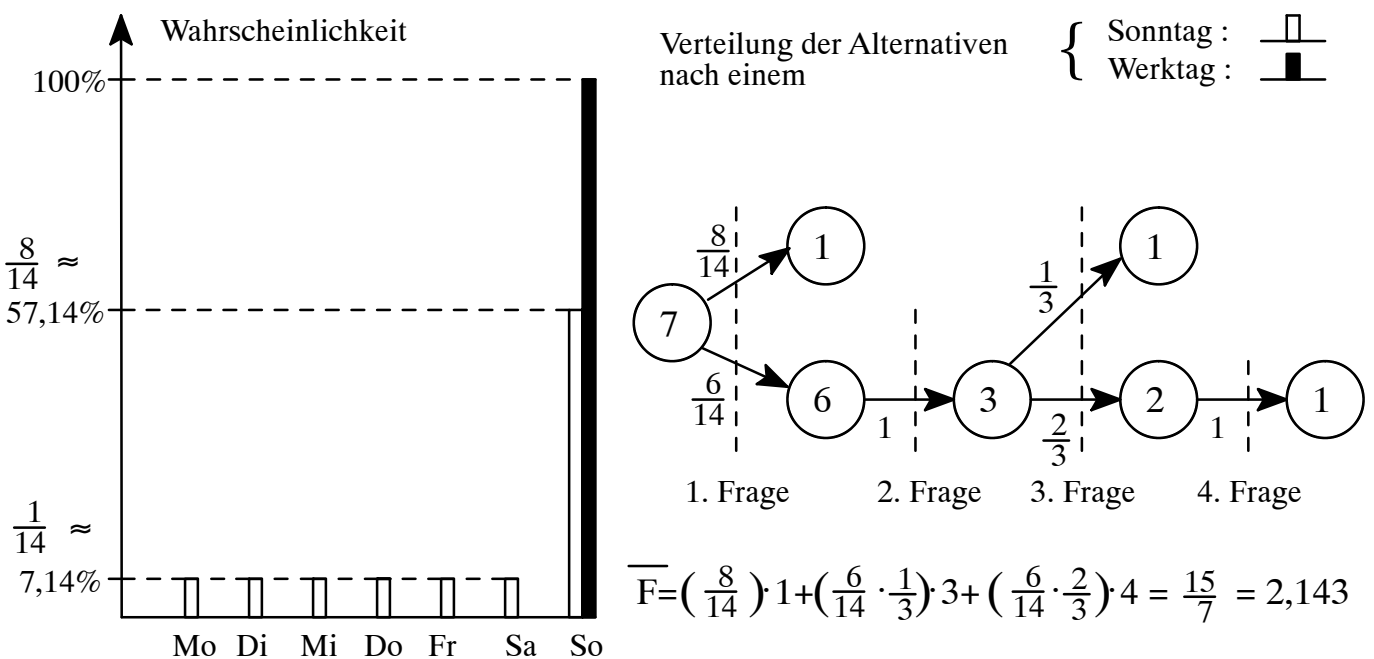 Wahrscheinlichkeit
100%
8/14 ≈
57,14%
1/14 ≈
7,14%
Mo Di Mi Do Fr Sa So
Verteilung der Alternativen
nach einem
{ Sonntag :
Werktag :
8/14
1
1/3
1
7
6/14
6
1
3
2/3
2
1
1
1. Frage 2. Frage 3. Frage 4. Frage
F̅=(8/14)·1+(6/14·1/3)·3+(6/14·2/3)·4 = 15/7 = 2,143